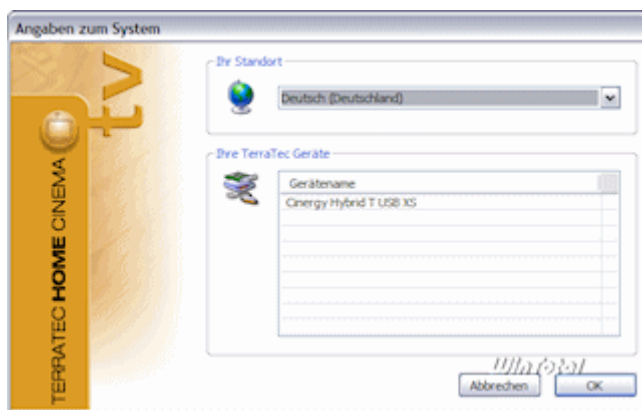 Angaben zum System
tv
TERRATEC HOME CINEMA
Ihr Standort
Deutsch (Deutschland)
Ihre TerraTec Geräte
Gerätename
Cinergy Hybrid T USB XS
WinTotal
Abbrechen
OK